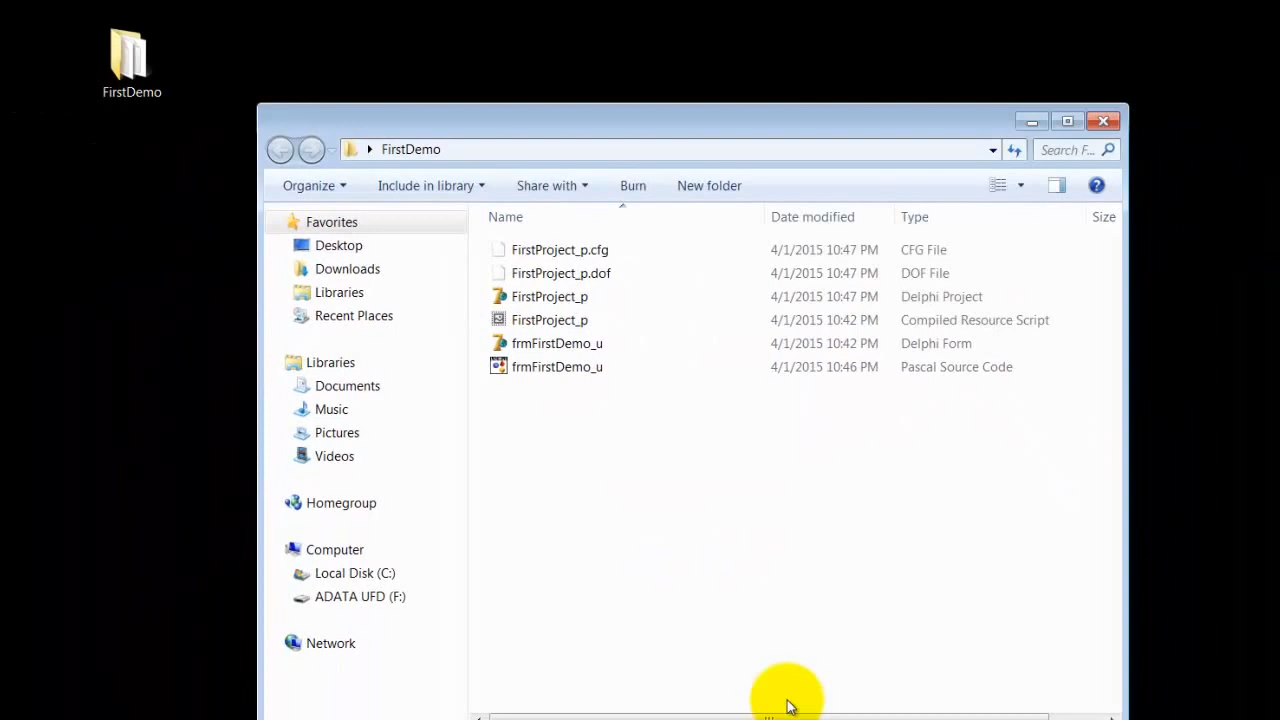 FirstDemo
FirstDemo
Search F...
Organize Include in library Share with Burn New folder
Name Date modified Type Size
Favorites
Desktop
Downloads
Libraries
Recent Places
Libraries
Documents
Music
Pictures
Videos
Homegroup
Computer
Local Disk (C:)
ADATA UFD (F:)
Network
FirstProject_p.cfg 4/1/2015 10:47 PM CFG File
FirstProject_p.dof 4/1/2015 10:47 PM DOF File
FirstProject_p 4/1/2015 10:47 PM Delphi Project
FirstProject_p 4/1/2015 10:42 PM Compiled Resource Script
frmFirstDemo_u 4/1/2015 10:42 PM Delphi Form
frmFirstDemo_u 4/1/2015 10:46 PM Pascal Source Code